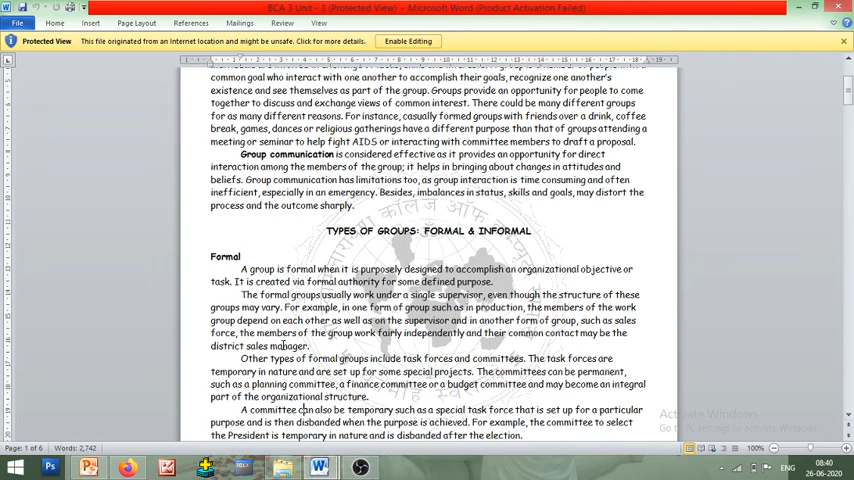 BCA 3 Unit - 3 (Protected View) - Microsoft Word (Product Activation Failed)
File Home Insert Page Layout References Mailings Review View
Protected View This file originated from an Internet location and might be unsafe. Click for more details. Enable Editing
common goal who interact with one another to accomplish their goals, recognize one another's
existence and see themselves as part of the group. Groups provide an opportunity for people to come
together to discuss and exchange views of common interest. There could be many different groups
for as many different reasons. For instance, casually formed groups with friends over a drink, coffee
break, games, dances or religious gatherings have a different purpose than that of groups attending a
meeting or seminar to help fight AIDS or interacting with committee members to draft a proposal.
Group communication is considered effective as it provides an opportunity for direct
interaction among the members of the group; it helps in bringing about changes in attitudes and
beliefs. Group communication has limitations too, as group interaction is time consuming and often
inefficient, especially in an emergency. Besides, imbalances in status, skills and goals, may distort the
process and the outcome sharply.
TYPES OF GROUPS: FORMAL & INFORMAL
Formal
A group is formal when it is purposely designed to accomplish an organizational objective or
task. It is created via formal authority for some defined purpose.
The formal groups usually work under a single supervisor, even though the structure of these
groups may vary. For example, in one form of group such as in production, the members of the work
group depend on each other as well as on the supervisor and in another form of group, such as sales
force, the members of the group work fairly independently and their common contact may be the
district sales manager.
Other types of formal groups include task forces and committees. The task forces are
temporary in nature and are set up for some special projects. The committees can be permanent,
such as a planning committee, a finance committee or a budget committee and may become an integral
part of the organizational structure.
A committee can also be temporary such as a special task force that is set up for a particular
purpose and is then disbanded when the purpose is achieved. For example, the committee to select
the President is temporary in nature and is disbanded after the election.
Activate Windows
Go to PC settings to activate Windows.
Page: 1 of 6 Words: 2,742 100%
ENG 08:40
26-06-2020